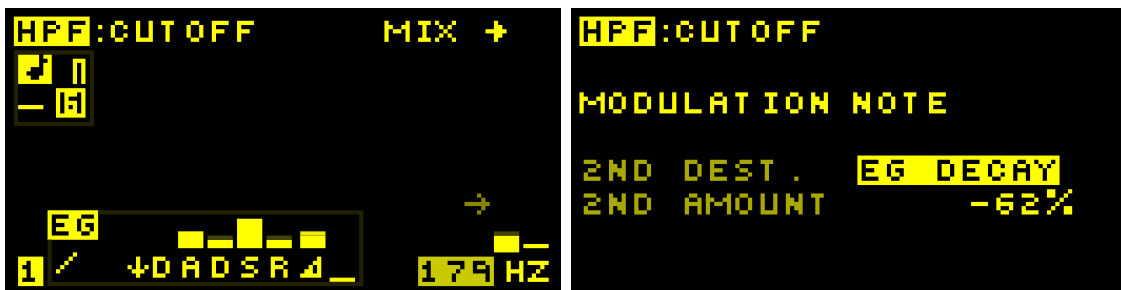 HPF:CUTOFF MIX →
EG
1 / ↓DADSR
179 HZ
HPF:CUTOFF
MODULATION NOTE
2ND DEST. EG DECAY
2ND AMOUNT -62%